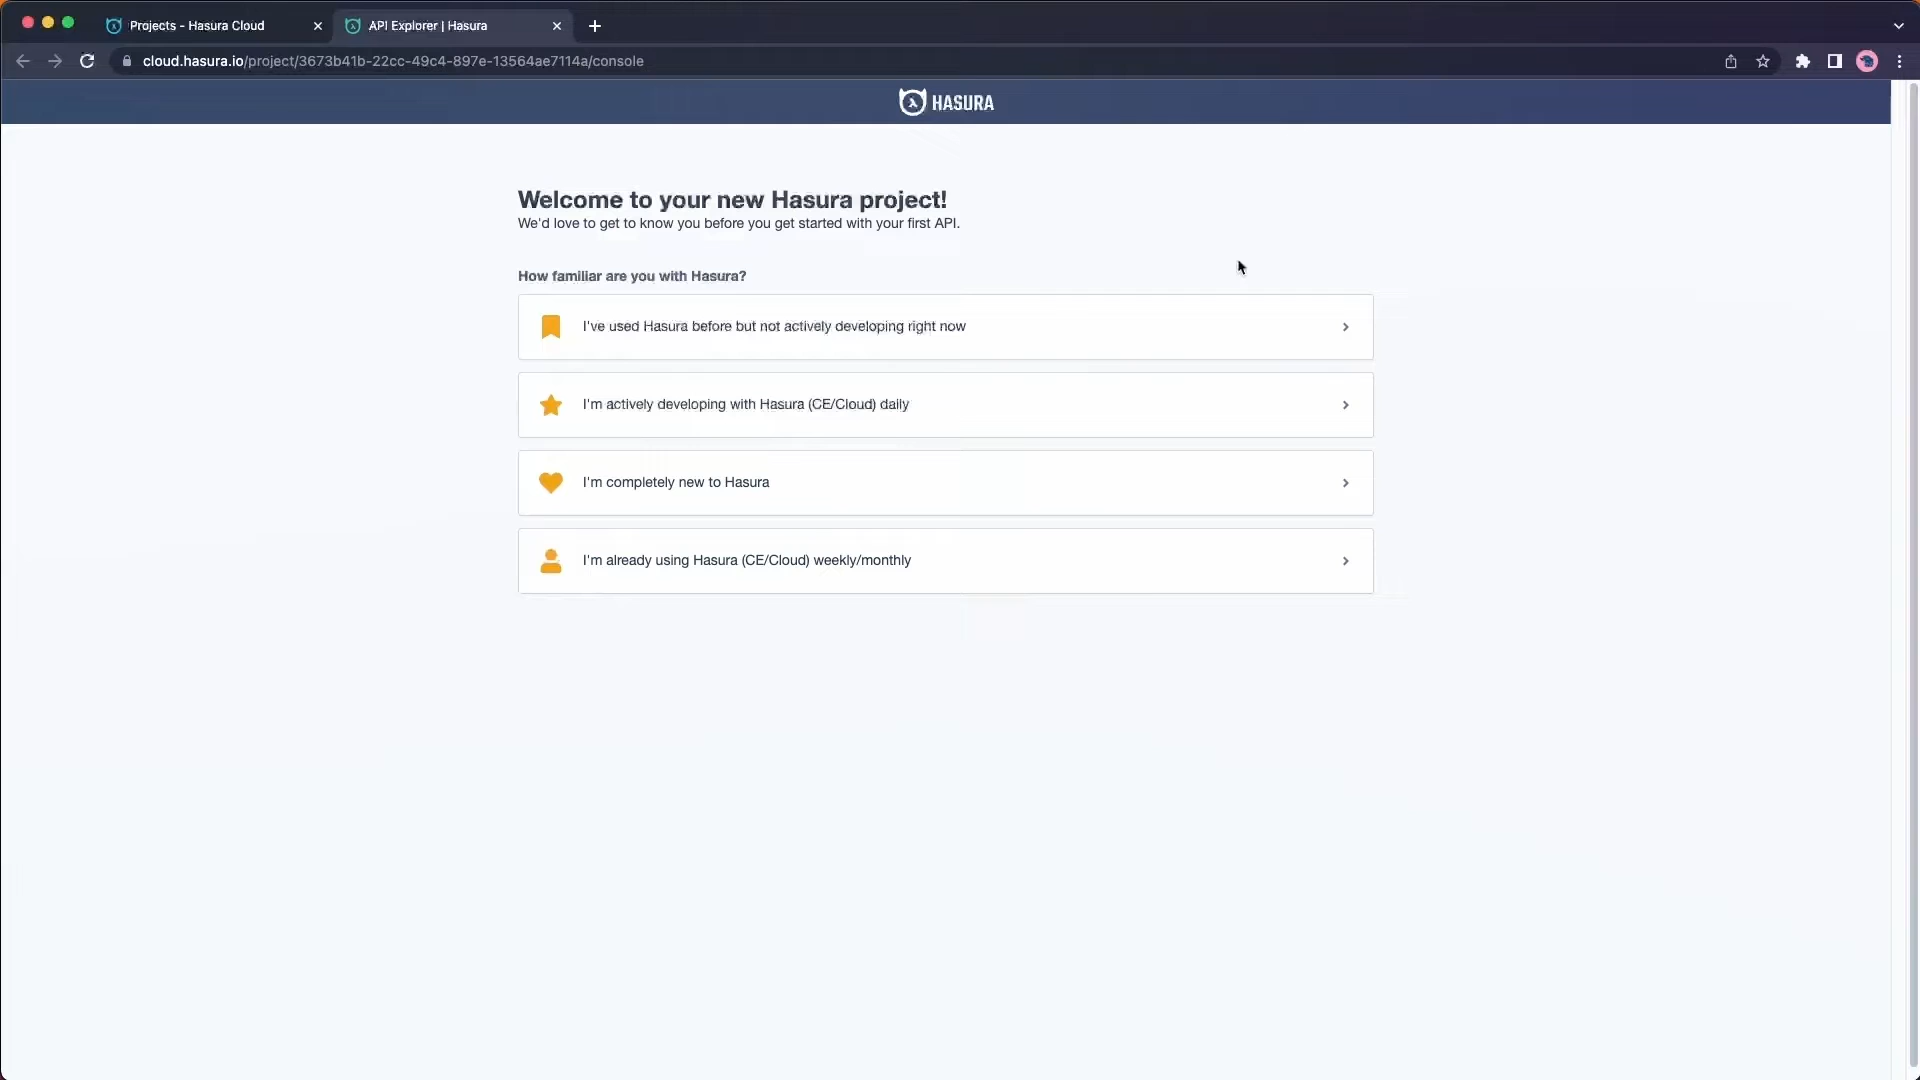 Projects - Hasura Cloud
API Explorer | Hasura
cloud.hasura.io/project/3673b41b-22cc-49c4-897e-13564ae7114a/console
HASURA
Welcome to your new Hasura project!
We'd love to get to know you before you get started with your first API.
How familiar are you with Hasura?
I've used Hasura before but not actively developing right now
I'm actively developing with Hasura (CE/Cloud) daily
I'm completely new to Hasura
I'm already using Hasura (CE/Cloud) weekly/monthly